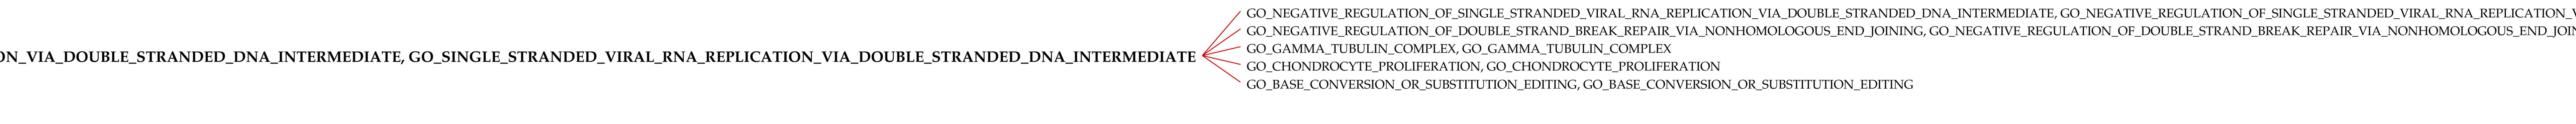 ON_VIA_DOUBLE_STRANDED_DNA_INTERMEDIATE, GO_SINGLE_STRANDED_VIRAL_RNA_REPLICATION_VIA_DOUBLE_STRANDED_DNA_INTERMEDIATE
GO_NEGATIVE_REGULATION_OF_SINGLE_STRANDED_VIRAL_RNA_REPLICATION_VIA_DOUBLE_STRANDED_DNA_INTERMEDIATE, GO_NEGATIVE_REGULATION_OF_SINGLE_STRANDED_VIRAL_RNA_REPLICATION_V
GO_NEGATIVE_REGULATION_OF_DOUBLE_STRAND_BREAK_REPAIR_VIA_NONHOMOLOGOUS_END_JOINING, GO_NEGATIVE_REGULATION_OF_DOUBLE_STRAND_BREAK_REPAIR_VIA_NONHOMOLOGOUS_END_JOIN
GO_GAMMA_TUBULIN_COMPLEX, GO_GAMMA_TUBULIN_COMPLEX
GO_CHONDROCYTE_PROLIFERATION, GO_CHONDROCYTE_PROLIFERATION
GO_BASE_CONVERSION_OR_SUBSTITUTION_EDITING, GO_BASE_CONVERSION_OR_SUBSTITUTION_EDITING